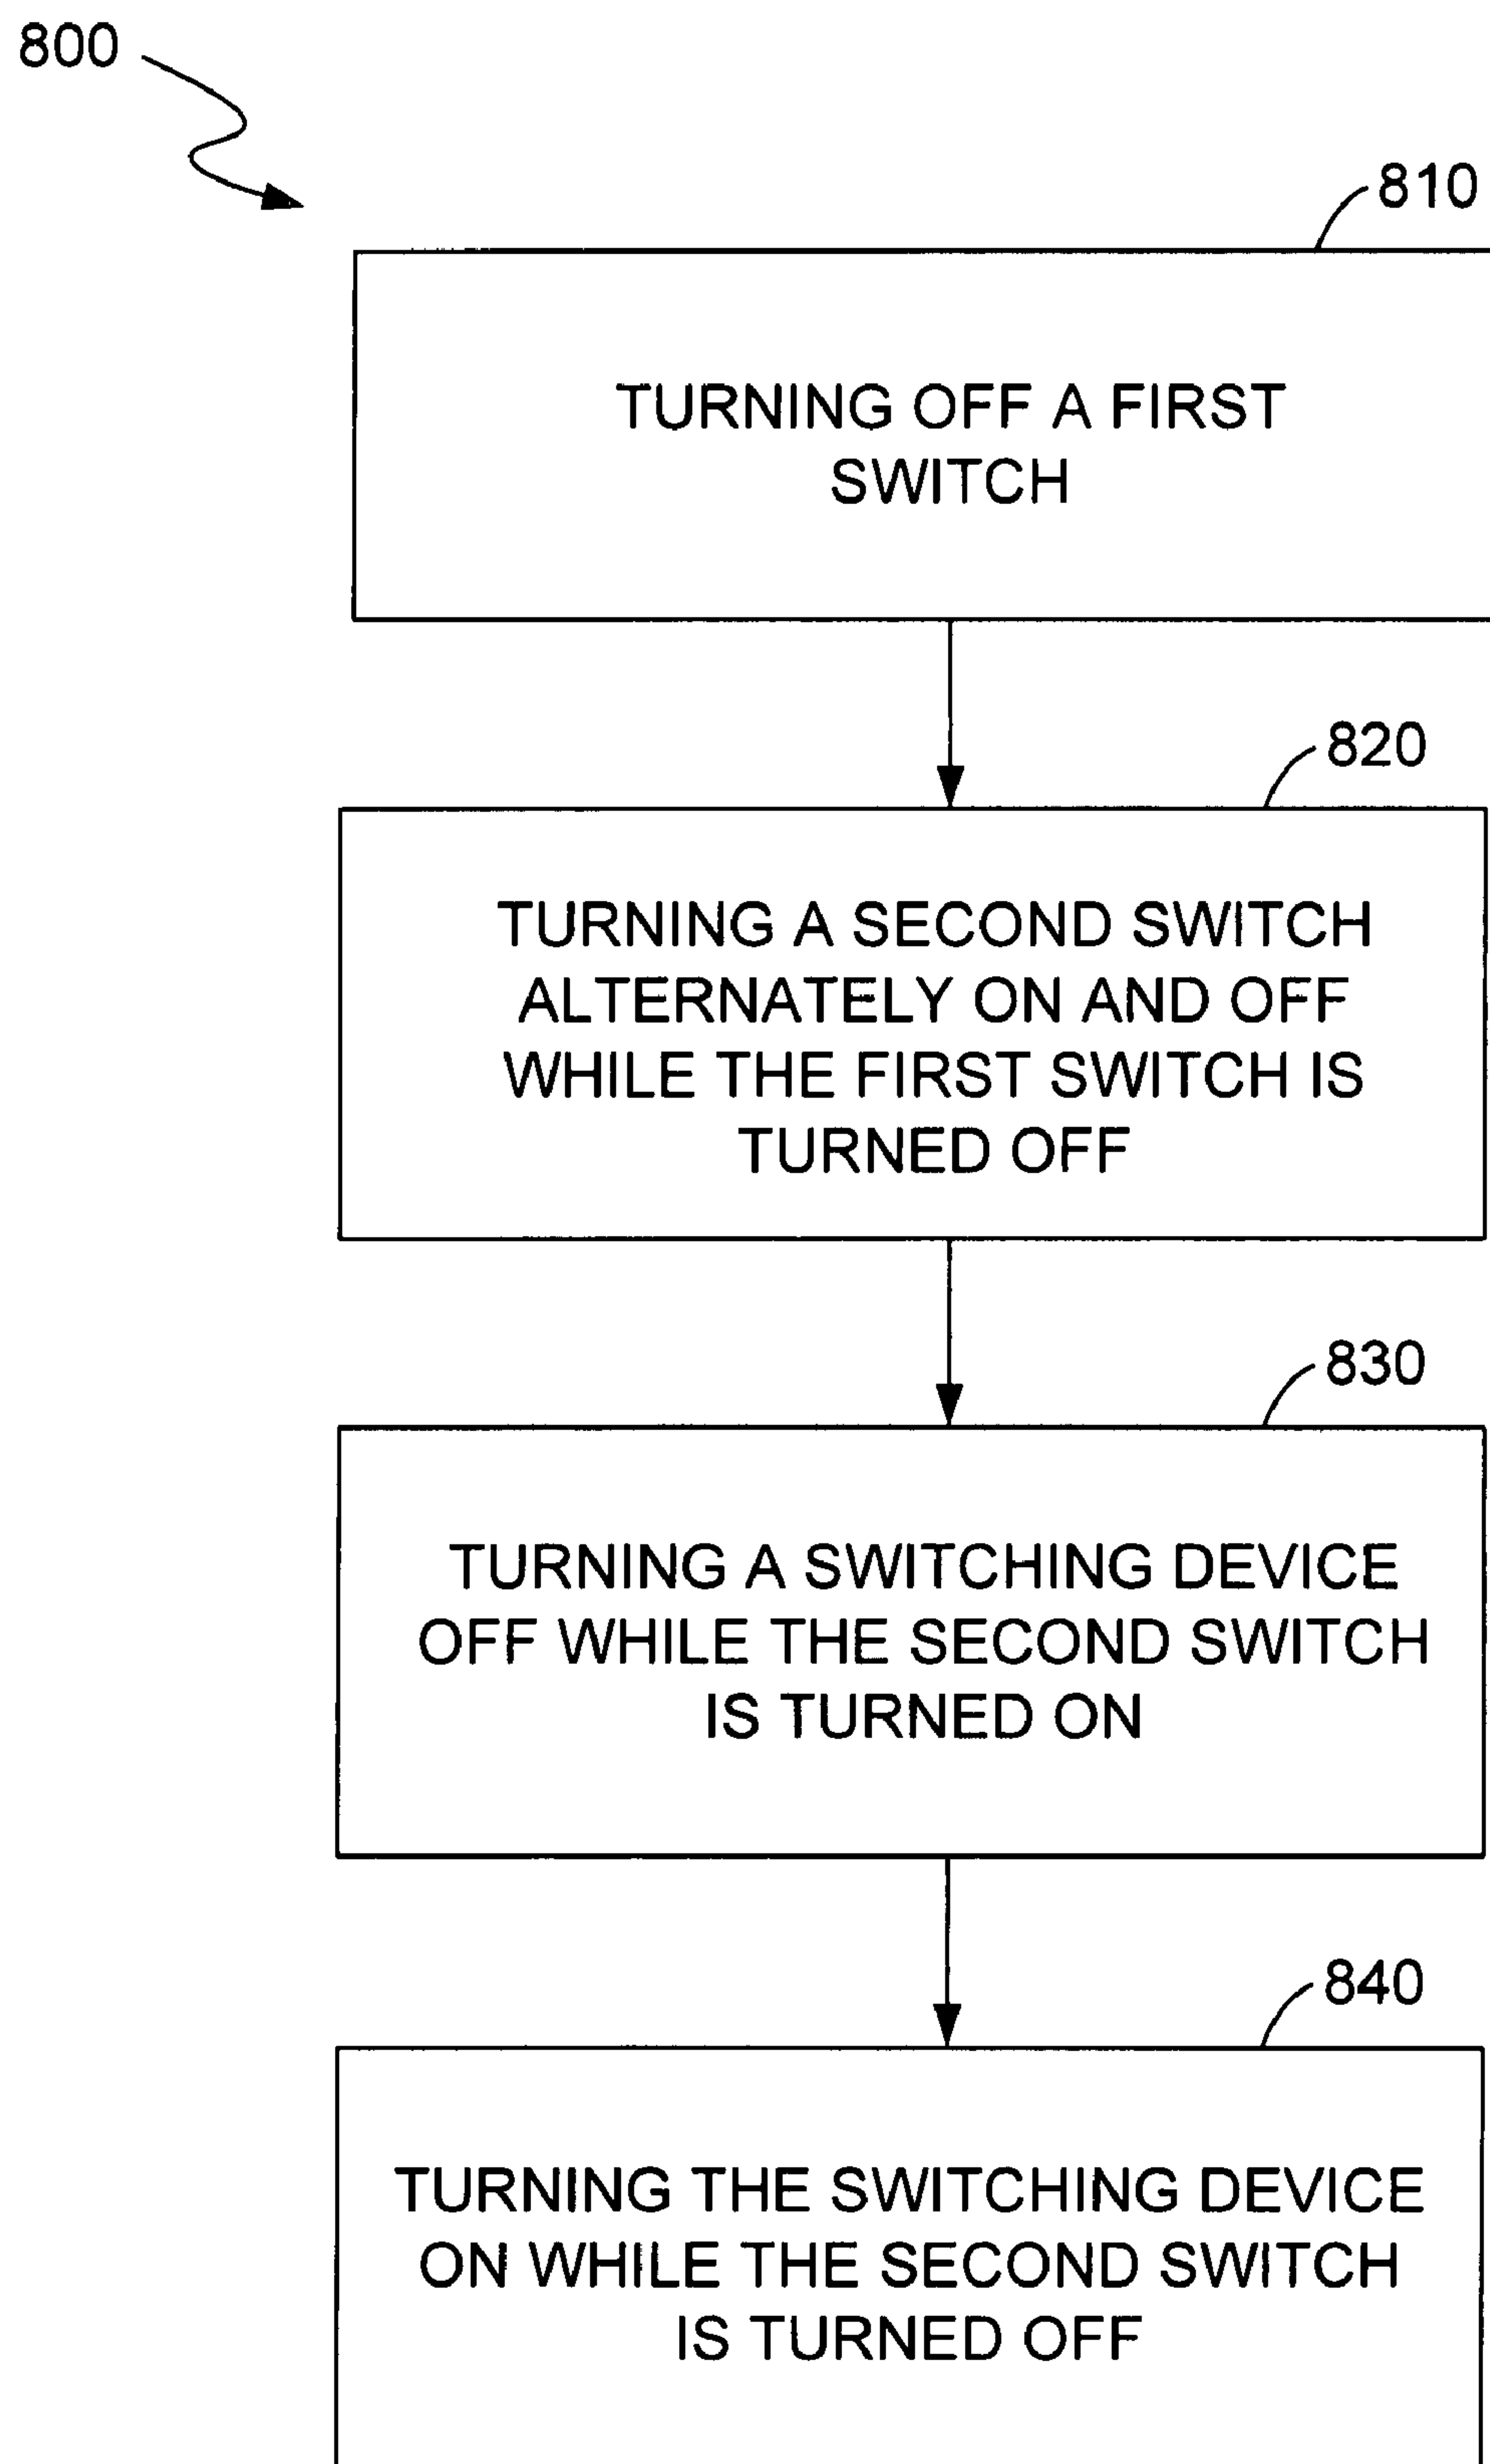 800
810
TURNING OFF A FIRST
SWITCH
820
TURNING A SECOND SWITCH
ALTERNATELY ON AND OFF
WHILE THE FIRST SWITCH IS
TURNED OFF
830
TURNING A SWITCHING DEVICE
OFF WHILE THE SECOND SWITCH
IS TURNED ON
840
TURNING THE SWITCHING DEVICE
ON WHILE THE SECOND SWITCH
IS TURNED OFF